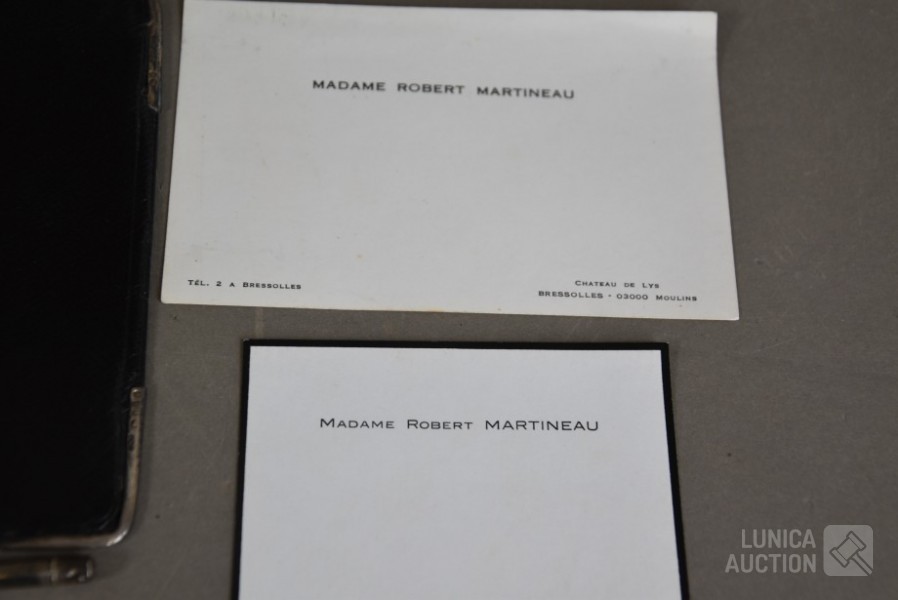 MADAME ROBERT MARTINEAU
TÉL. 2 A BRESSOLLES
CHATEAU DE LYS
BRESSOLLES - 03000 MOULINS
MADAME ROBERT MARTINEAU
LUNICA
AUCTION